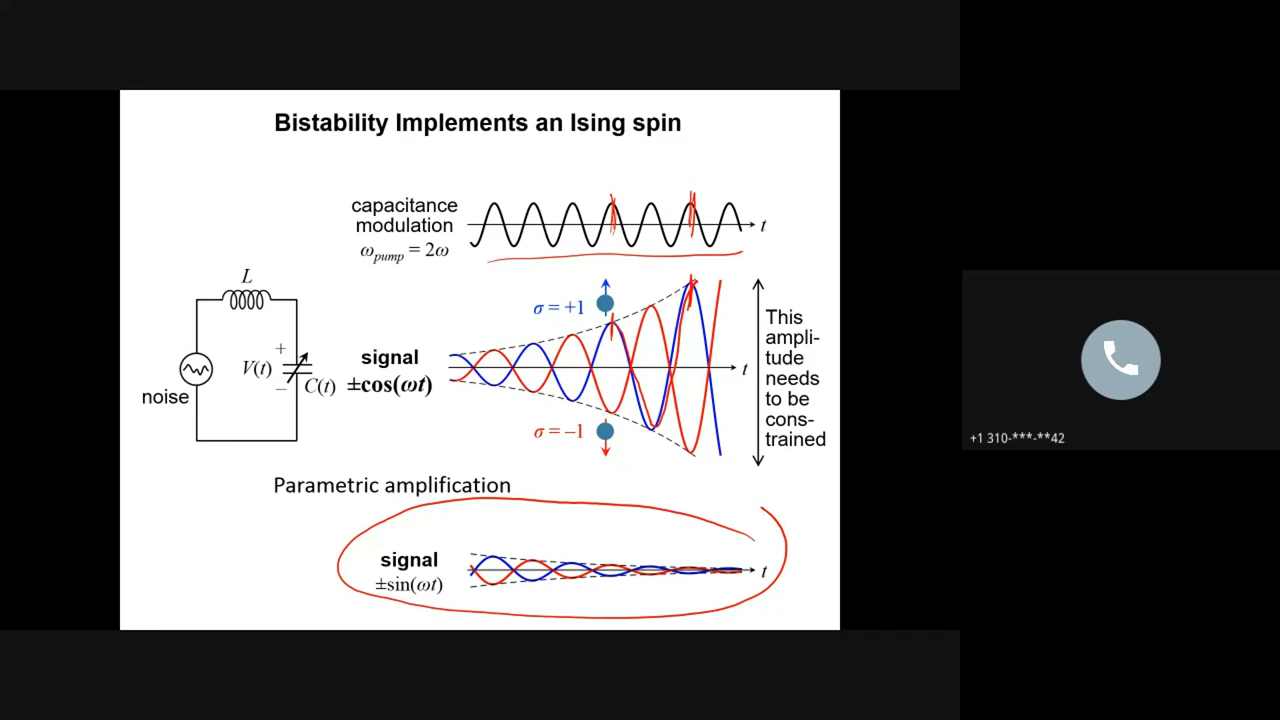 Bistability Implements an Ising spin
capacitance
modulation
ω_pump = 2ω
t
L
noise
V(t)
+
–
C(t)
signal
±cos(ωt)
σ = +1
σ = –1
t
This
ampli-
tude
needs
to be
cons-
trained
Parametric amplification
signal
±sin(ωt)
t
+1 310-***-**42